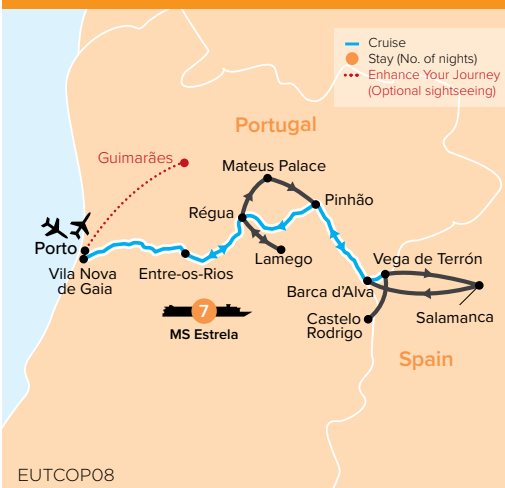 Cruise
Stay (No. of nights)
Enhance Your Journey
(Optional sightseeing)
Portugal
Guimarães
Mateus Palace
Pinhão
Régua
Porto
Vila Nova
de Gaia
Entre-os-Rios
Lamego
Vega de Terrón
Barca d'Alva
7
MS Estrela
Castelo
Rodrigo
Salamanca
Spain
EUTCOP08